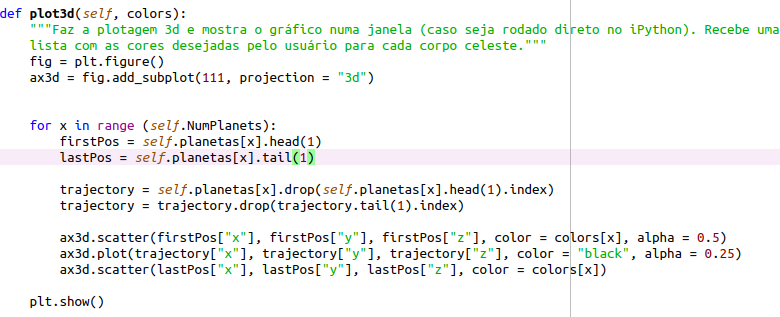 def plot3d(self, colors):
    """Faz a plotagem 3d e mostra o gráfico numa janela (caso seja rodado direto no iPython). Recebe uma
    lista com as cores desejadas pelo usuário para cada corpo celeste."""
    fig = plt.figure()
    ax3d = fig.add_subplot(111, projection = "3d")
    for x in range (self.NumPlanets):
        firstPos = self.planetas[x].head(1)
        lastPos = self.planetas[x].tail(1)
        trajectory = self.planetas[x].drop(self.planetas[x].head(1).index)
        trajectory = trajectory.drop(trajectory.tail(1).index)
        ax3d.scatter(firstPos["x"], firstPos["y"], firstPos["z"], color = colors[x], alpha = 0.5)
        ax3d.plot(trajectory["x"], trajectory["y"], trajectory["z"], color = "black", alpha = 0.25)
        ax3d.scatter(lastPos["x"], lastPos["y"], lastPos["z"], color = colors[x])
    plt.show()